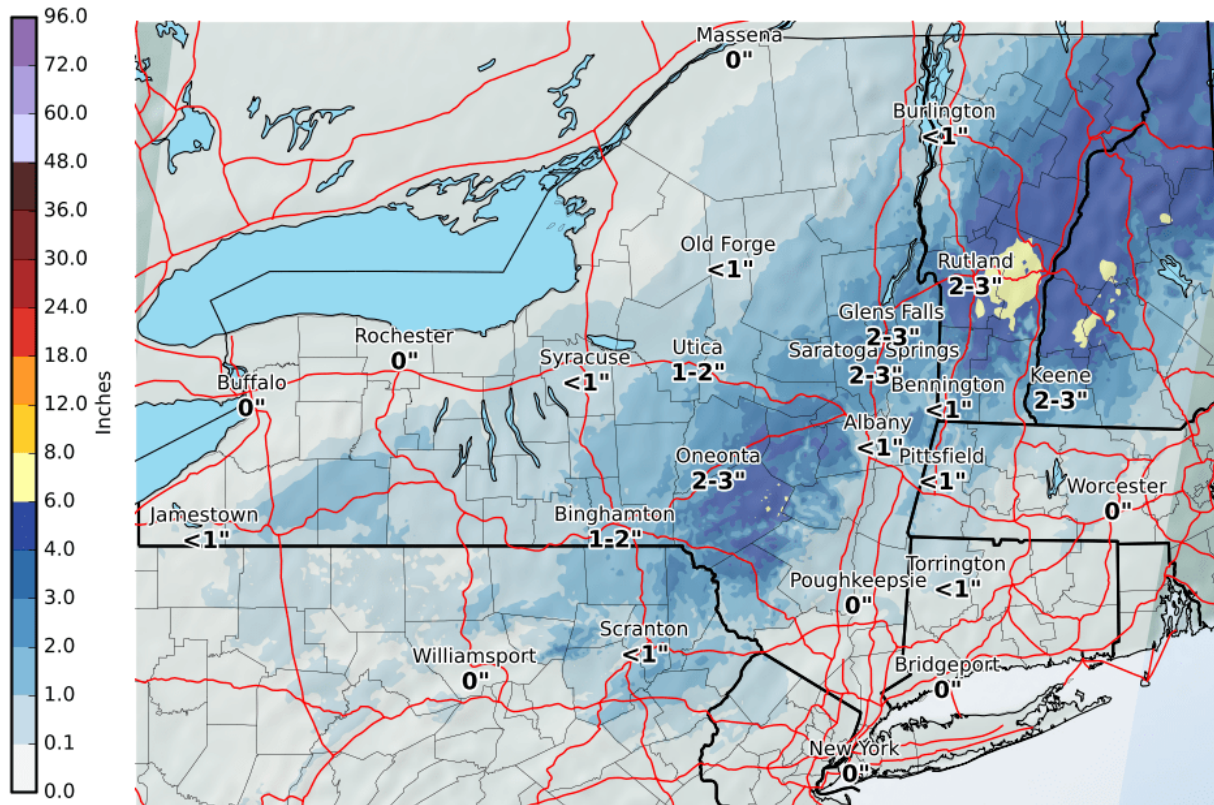 96.0
72.0
60.0
48.0
36.0
30.0
24.0
18.0
12.0
8.0
6.0
4.0
3.0
2.0
1.0
0.1
0.0
Inches
Massena
0"
Burlington
<1"
Old Forge
<1"
Rutland
2-3"
Glens Falls
2-3"
Rochester
0"
Syracuse
<1"
Utica
1-2"
Saratoga Springs
2-3"
Buffalo
0"
Bennington
<1"
Keene
2-3"
Albany
<1"
Oneonta
2-3"
Pittsfield
<1"
Worcester
0"
Jamestown
<1"
Binghamton
1-2"
Torrington
<1"
Poughkeepsie
0"
Scranton
<1"
Williamsport
0"
Bridgeport
0"
New York
0"